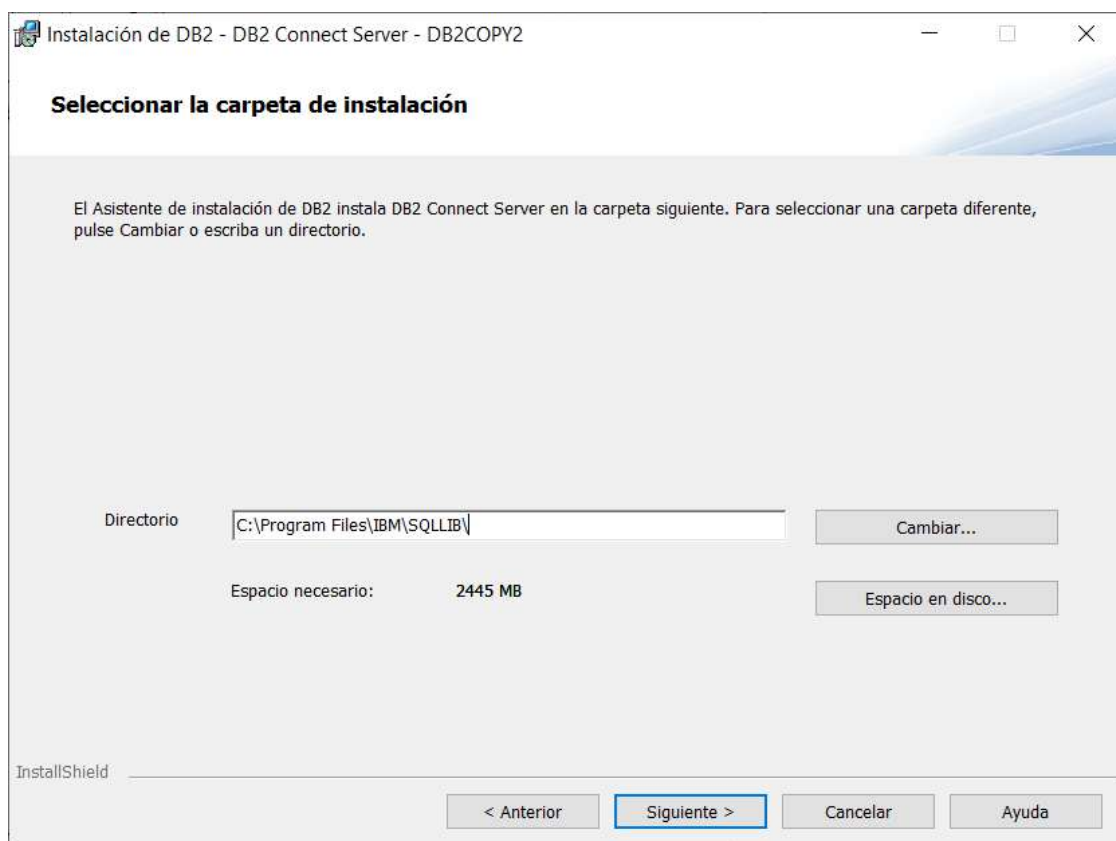 Instalación de DB2 - DB2 Connect Server - DB2COPY2
Seleccionar la carpeta de instalación
El Asistente de instalación de DB2 instala DB2 Connect Server en la carpeta siguiente. Para seleccionar una carpeta diferente,
pulse Cambiar o escriba un directorio.
Directorio C:\Program Files\IBM\SQLLIB\ Cambiar...
Espacio necesario: 2445 MB Espacio en disco...
InstallShield
< Anterior Siguiente > Cancelar Ayuda